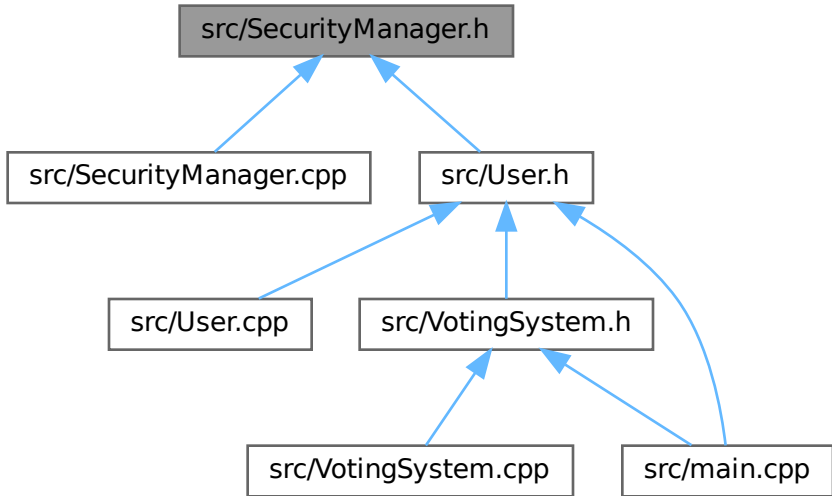 src/SecurityManager.h
src/SecurityManager.cpp
src/User.h
src/User.cpp
src/VotingSystem.h
src/VotingSystem.cpp
src/main.cpp